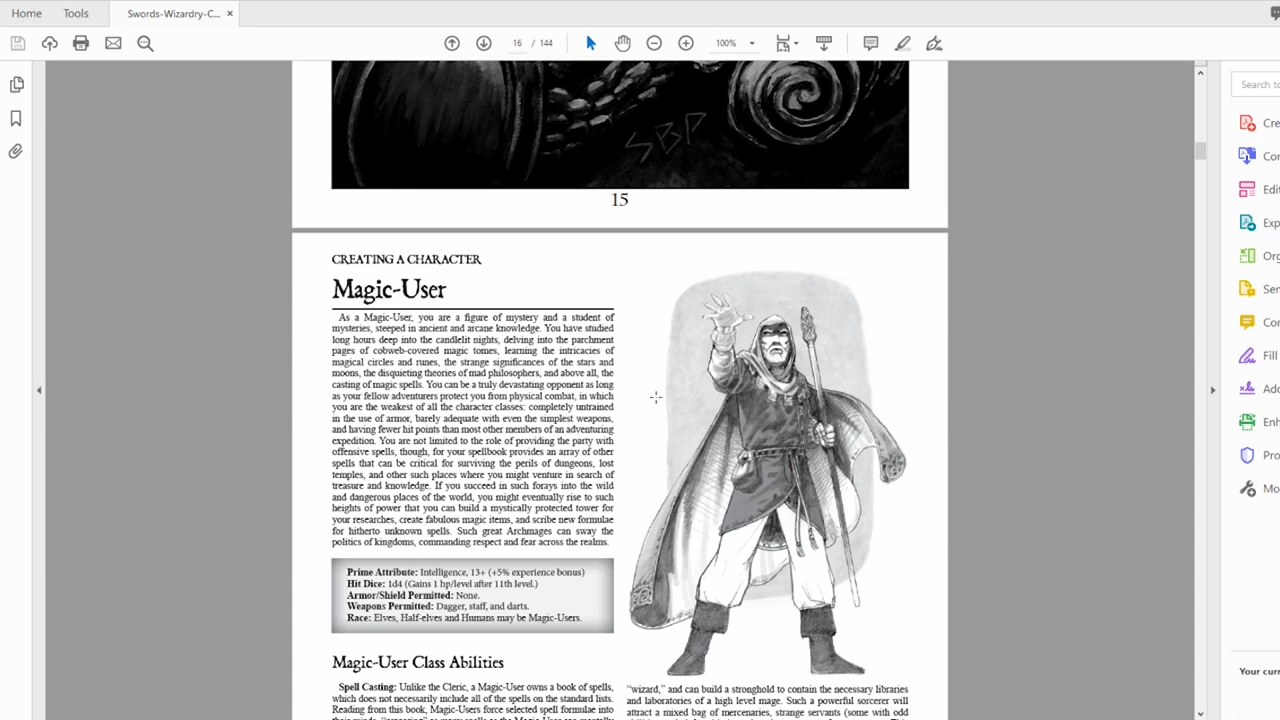 Home
Tools
Swords-Wizardry-C...
16 / 144
100%
Search to
SBP
15
CREATING A CHARACTER
Magic-User
As a Magic-User, you are a figure of mystery and a student of
mysteries, steeped in ancient and arcane knowledge. You have studied
long hours deep into the candlelit nights, delving into the parchment
pages of cobweb-covered magic tomes, learning the intricacies of
magical circles and runes, the strange significances of the stars and
moons, the disquieting theories of mad philosophers, and above all, the
casting of magic spells. You can be a truly devastating opponent as long
as your fellow adventurers protect you from physical combat, in which
you are the weakest of all the character classes: completely untrained
in the use of armor, barely adequate with even the simplest weapons,
and having fewer hit points than most other members of an adventuring
expedition. You are not limited to the role of providing the party with
offensive spells, though, for your spellbook provides an array of other
spells that can be critical for surviving the perils of dungeons, lost
temples, and other such places where you might venture in search of
treasure and knowledge. If you succeed in such forays into the wild
and dangerous places of the world, you might eventually rise to such
heights of power that you can build a mystically protected tower for
your researches, create fabulous magic items, and scribe new formulae
for hitherto unknown spells. Such great Archmages can sway the
politics of kingdoms, commanding respect and fear across the realms.
Prime Attribute: Intelligence, 13+ (+5% experience bonus)
Hit Dice: 1d4 (Gains 1 hp/level after 11th level.)
Armor/Shield Permitted: None.
Weapons Permitted: Dagger, staff, and darts.
Race: Elves, Half-elves and Humans may be Magic-Users.
Magic-User Class Abilities
Spell Casting: Unlike the Cleric, a Magic-User owns a book of spells,
which does not necessarily include all of the spells on the standard lists.
Reading from this book, Magic-Users force selected spell formulae into
"wizard," and can build a stronghold to contain the necessary libraries
and laboratories of a high level mage. Such a powerful sorcerer will
attract a mixed bag of mercenaries, strange servants (some with odd
Cre
Con
Edit
Exp
Org
Sen
Con
Fill
Add
Enh
Pro
Mo
Your curr